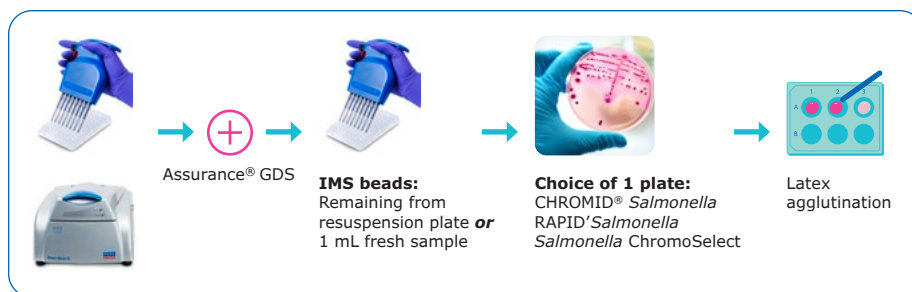 Assurance® GDS
IMS beads:
Remaining from
resuspension plate or
1 mL fresh sample
Choice of 1 plate:
CHROMID® Salmonella
RAPID'Salmonella
Salmonella ChromoSelect
1 2 3
A
B
Latex
agglutination